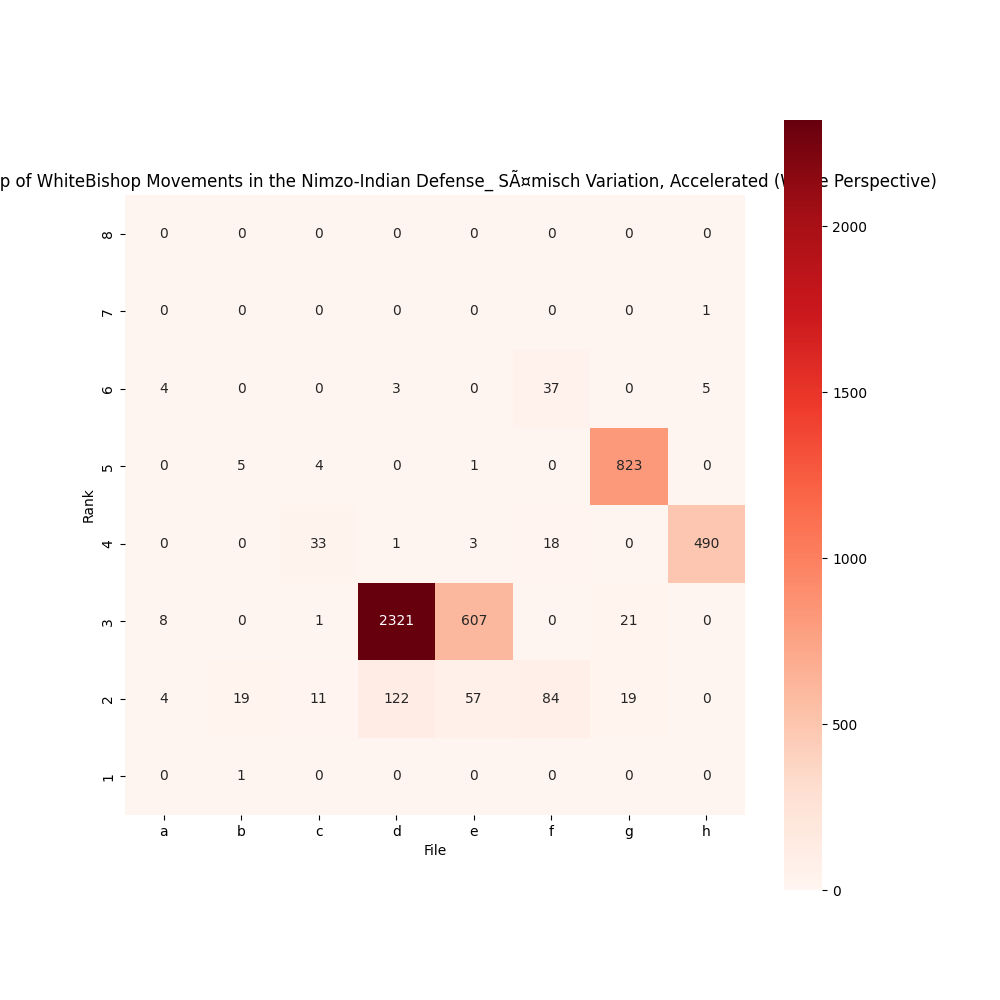 p of WhiteBishop Movements in the Nimzo-Indian Defense_ SÃ¤misch Variation, Accelerated (W e Perspective)
2000
1500
1000
500
0
Rank
8 0 0 0 0 0 0 0 0
7 0 0 0 0 0 0 0 1
6 4 0 0 3 0 37 0 5
5 0 5 4 0 1 0 823 0
4 0 0 33 1 3 18 0 490
3 8 0 1 2321 607 0 21 0
2 4 19 11 122 57 84 19 0
1 0 1 0 0 0 0 0 0
a b c d e f g h
File